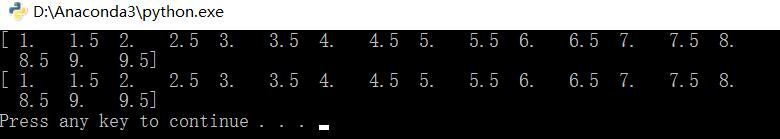 D:\Anaconda3\python.exe
[ 1.   1.5  2.   2.5  3.   3.5  4.   4.5  5.   5.5  6.   6.5  7.   7.5  8.
  8.5  9.   9.5]
[ 1.   1.5  2.   2.5  3.   3.5  4.   4.5  5.   5.5  6.   6.5  7.   7.5  8.
  8.5  9.   9.5]
Press any key to continue . . .